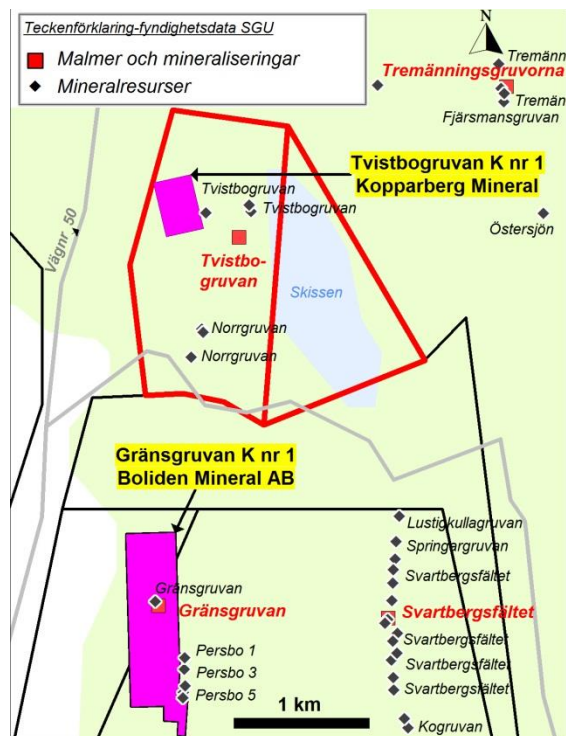 Teckenförklaring-fyndighetsdata SGU
Malmer och mineraliseringar
Mineralresurser
N
Tremänn
Tremänningsgruvorna
Tremän
Fjärsmansgruvan
Tvistbogruvan K nr 1
Kopparberg Mineral
Tvistbogruvan
Tvistbogruvan
Östersjön
Vägnr 50
Tvistbo-
gruvan
Skissen
Norrgruvan
Norrgruvan
Gränsgruvan K nr 1
Boliden Mineral AB
Lustigkullagruvan
Springargruvan
Svartbergsfältet
Gränsgruvan
Gränsgruvan
Svartbergsfältet
Svartbergsfältet
Persbo 1
Svartbergsfältet
Persbo 3
Svartbergsfältet
Persbo 5
1 km
Kogruvan